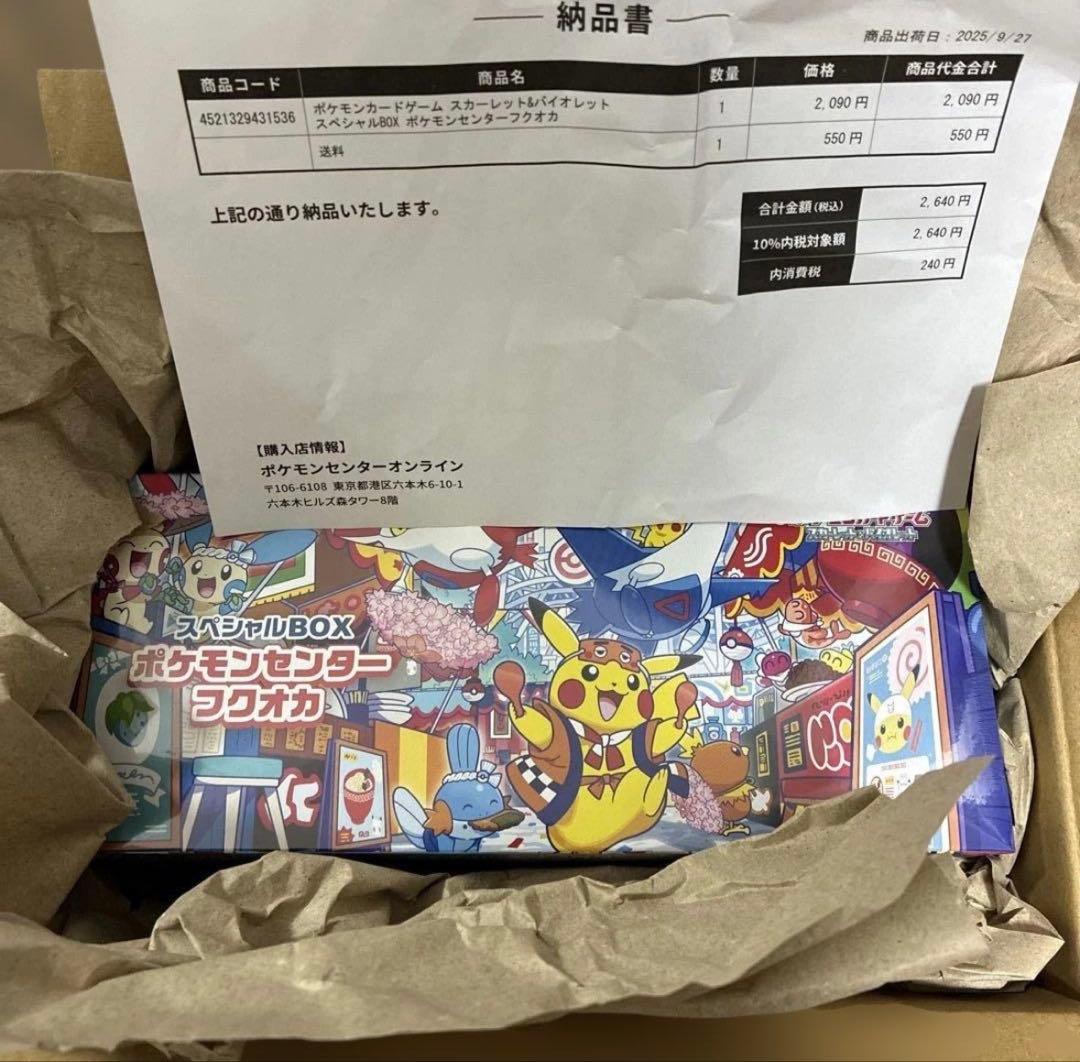 納品書
商品出荷日：2025/9/27
商品コード 商品名 数量 価格 商品代金合計
4521329431536 ポケモンカードゲーム スカーレット&バイオレット 1 2,090 円 2,090 円
スペシャルBOX ポケモンセンターフクオカ
送料 1 550 円 550 円
上記の通り納品いたします。
合計金額(税込) 2,640 円
10%内税対象額 2,640 円
内消費税 240 円
【購入店情報】
ポケモンセンターオンライン
〒106-6108 東京都港区六本木6-10-1
六本木ヒルズ森タワー8階
スペシャルBOX
ポケモンセンター
フクオカ